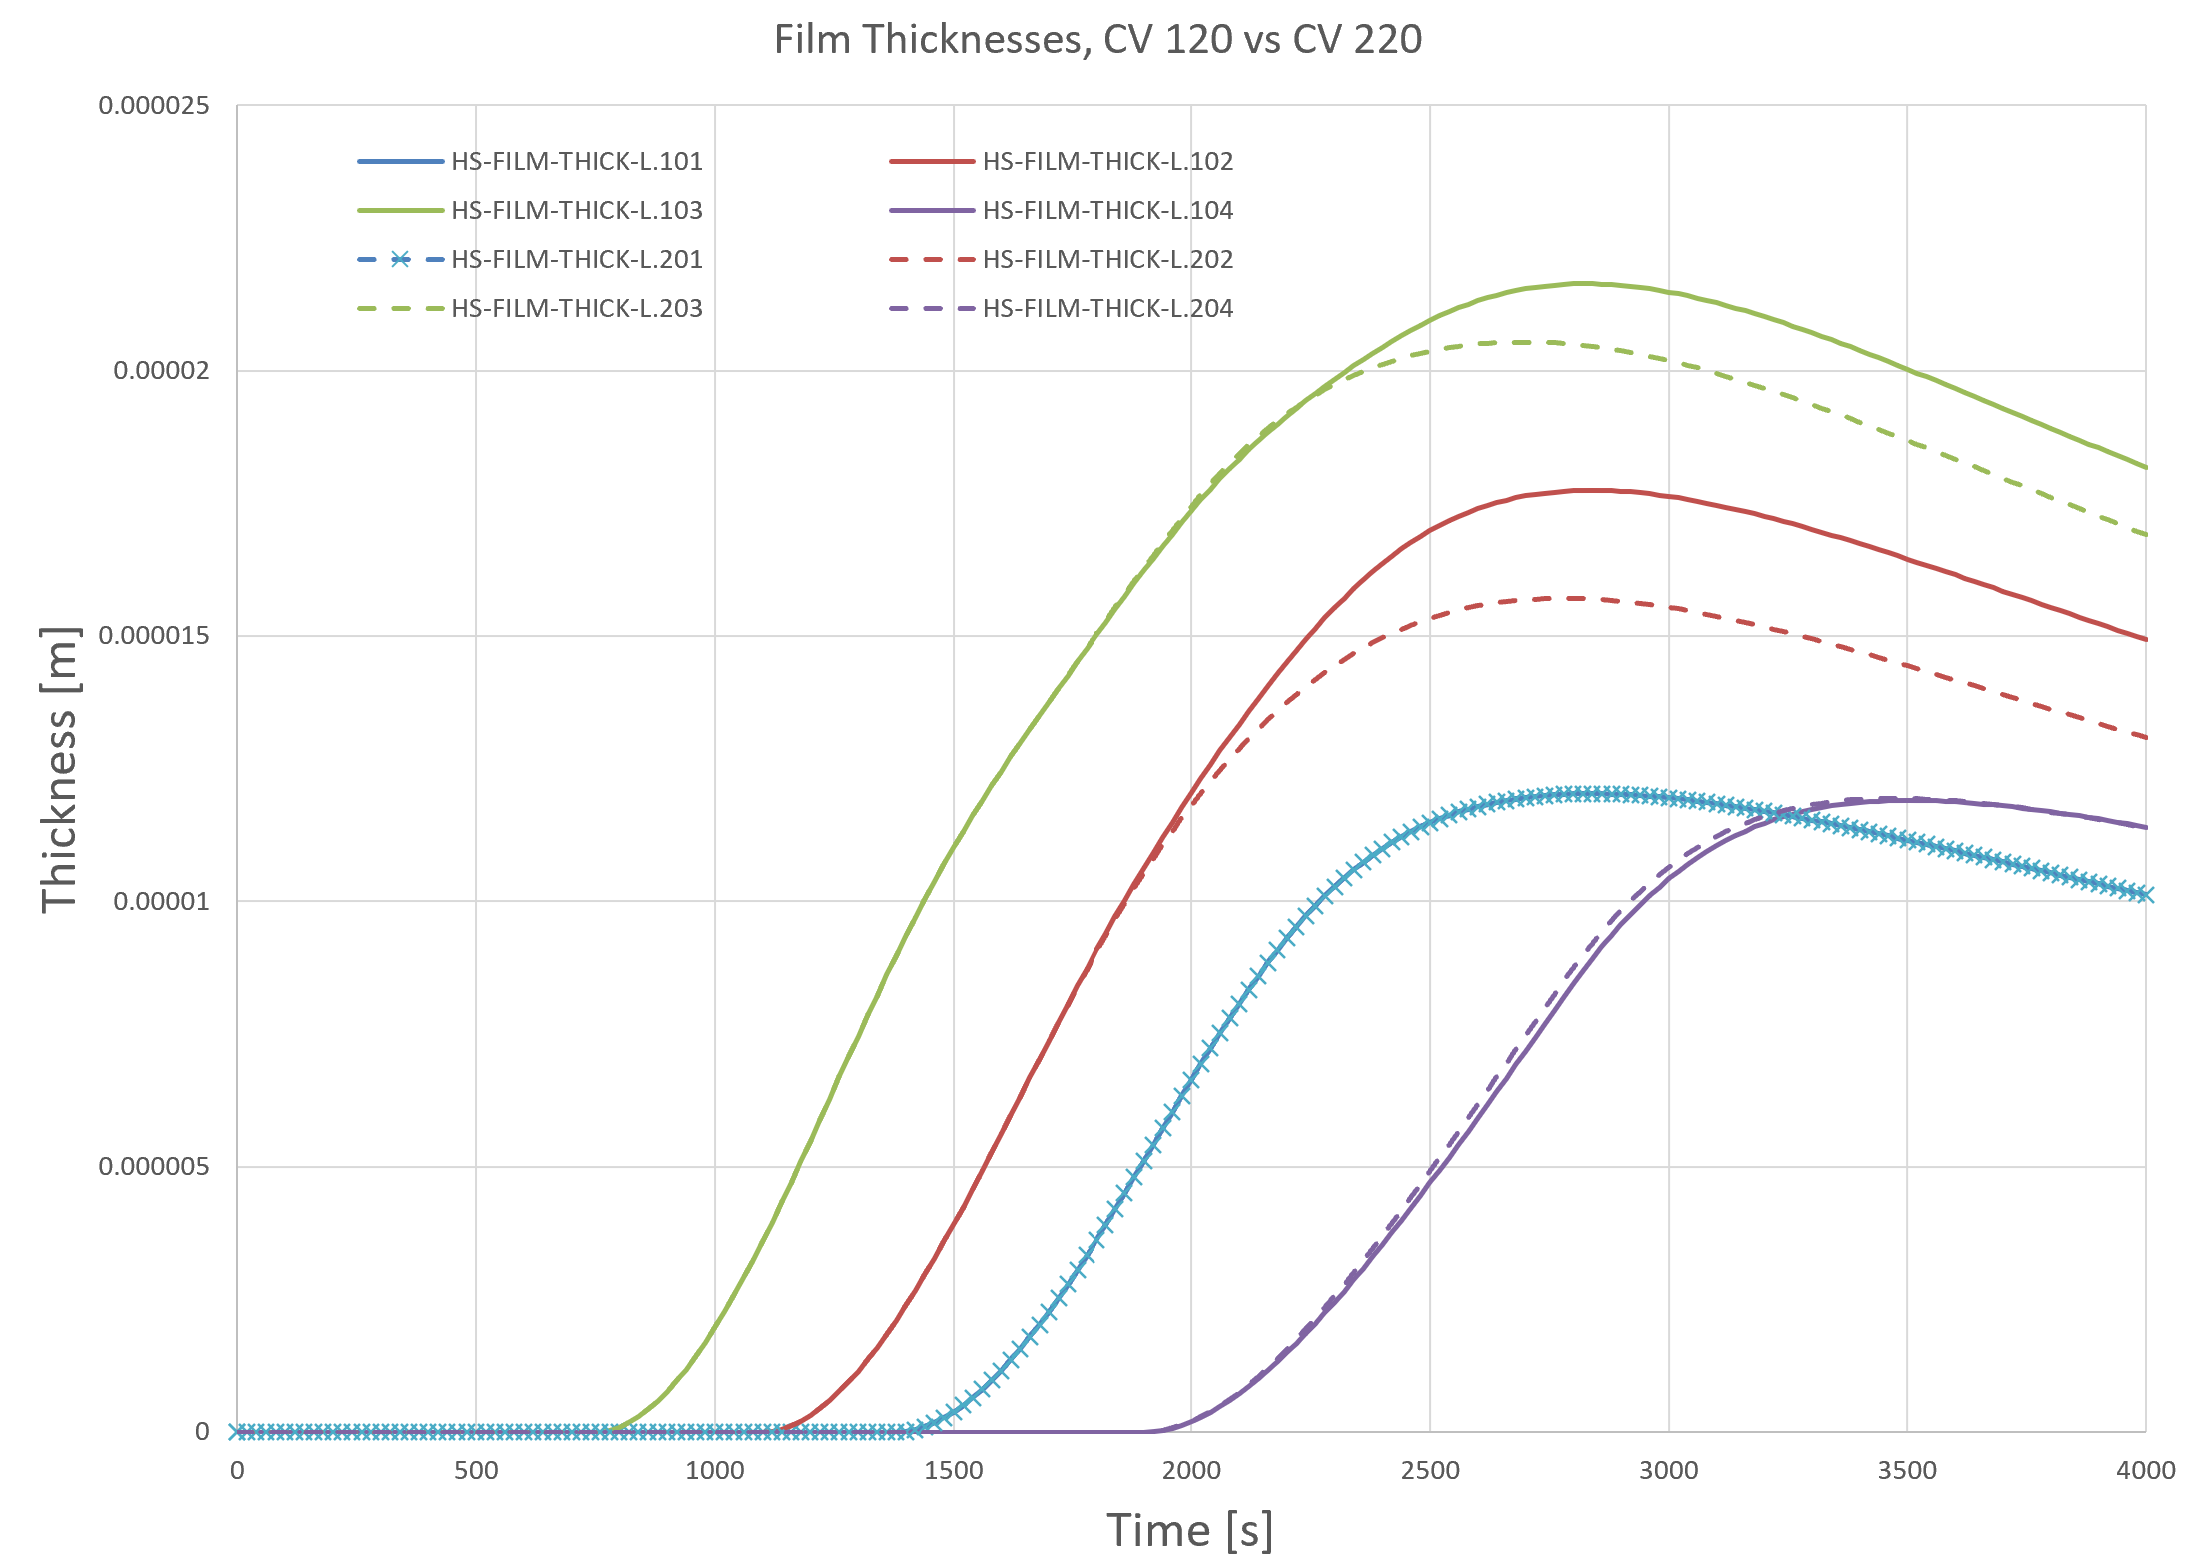 Film Thicknesses, CV 120 vs CV 220
0.000025
HS-FILM-THICK-L.101 HS-FILM-THICK-L.102
HS-FILM-THICK-L.103 HS-FILM-THICK-L.104
HS-FILM-THICK-L.201 HS-FILM-THICK-L.202
HS-FILM-THICK-L.203 HS-FILM-THICK-L.204
0.00002
0.000015
Thickness [m]
0.00001
0.000005
0
0 500 1000 1500 2000 2500 3000 3500 4000
Time [s]